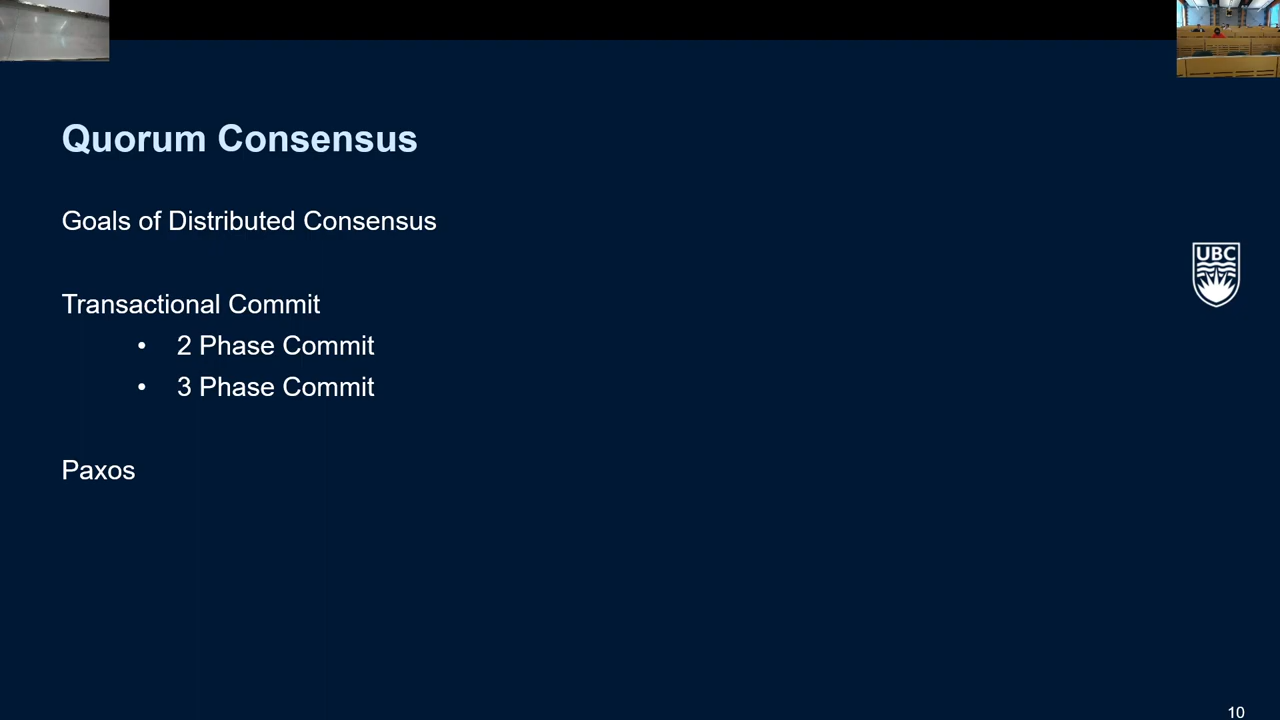 Quorum Consensus
Goals of Distributed Consensus
UBC
Transactional Commit
• 2 Phase Commit
• 3 Phase Commit
Paxos
10